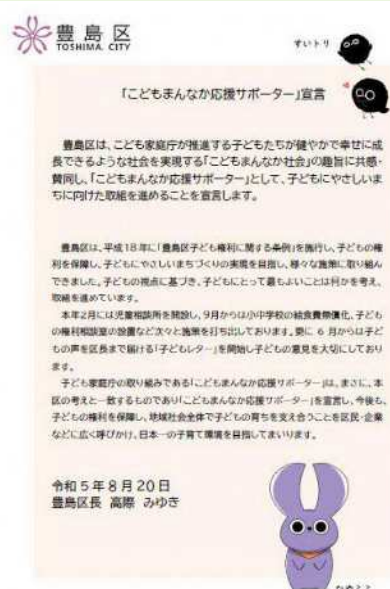 豊島区
TOSHIMA CITY
すいトリ
「こどもまんなか応援サポーター」宣言
豊島区は、こども家庭庁が推進する子どもたちが健やかで幸せに成
長できるような社会を実現する「こどもまんなか社会」の趣旨に共感・
賛同し、「こどもまんなか応援サポーター」として、子どもにやさしいま
ちに向けた取組を進めることを宣言します。
豊島区は、平成18年に「豊島区子ども権利に関する条例」を施行し、子どもの権
利を保障し、子どもにやさしいまちづくりの実現を目指し、様々な施策に取り組ん
できました。子どもの視点に基づき、子どもにとって最もよいことは何かを考え、
取組を進めています。
本年2月には児童相談所を開設し、9月からは小中学校の給食費無償化、子ども
の権利相談室の設置など次々と施策を打ち出しております。更に6月からは子ど
もの声を区長まで届ける「子どもレター」を開始し子どもの意見を大切にしており
ます。
子ども家庭庁の取り組みである「こどもまんなか応援サポーター」は、まさに、本
区の考えと一致するものであり「こどもまんなか応援サポーター」を宣言し、今後も、
子どもの権利を保障し、地域社会全体で子どもの育ちを支え合うことを区民・企業
などに広く呼びかけ、日本一の子育て環境を目指してまいります。
令和5年8月20日
豊島区長 高際 みゆき